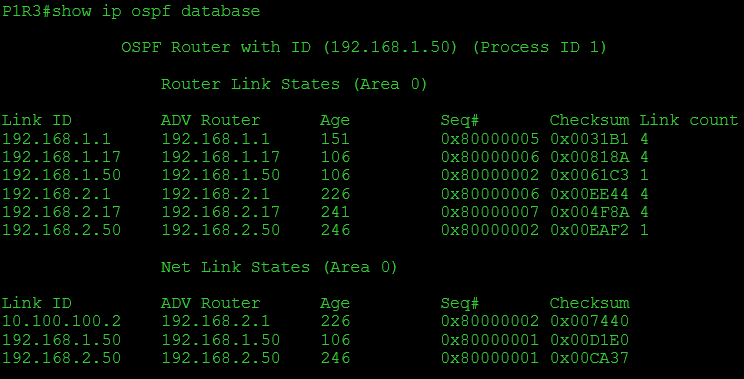 P1R3#show ip ospf database
OSPF Router with ID (192.168.1.50) (Process ID 1)
Router Link States (Area 0)
Link ID ADV Router Age Seq# Checksum Link count
192.168.1.1 192.168.1.1 151 0x80000005 0x0031B1 4
192.168.1.17 192.168.1.17 106 0x80000006 0x00818A 4
192.168.1.50 192.168.1.50 106 0x80000002 0x0061C3 1
192.168.2.1 192.168.2.1 226 0x80000006 0x00EE44 4
192.168.2.17 192.168.2.17 241 0x80000007 0x004F8A 4
192.168.2.50 192.168.2.50 246 0x80000002 0x00EAF2 1
Net Link States (Area 0)
Link ID ADV Router Age Seq# Checksum
10.100.100.2 192.168.2.1 226 0x80000002 0x007440
192.168.1.50 192.168.1.50 106 0x80000001 0x00D1E0
192.168.2.50 192.168.2.50 246 0x80000001 0x00CA37